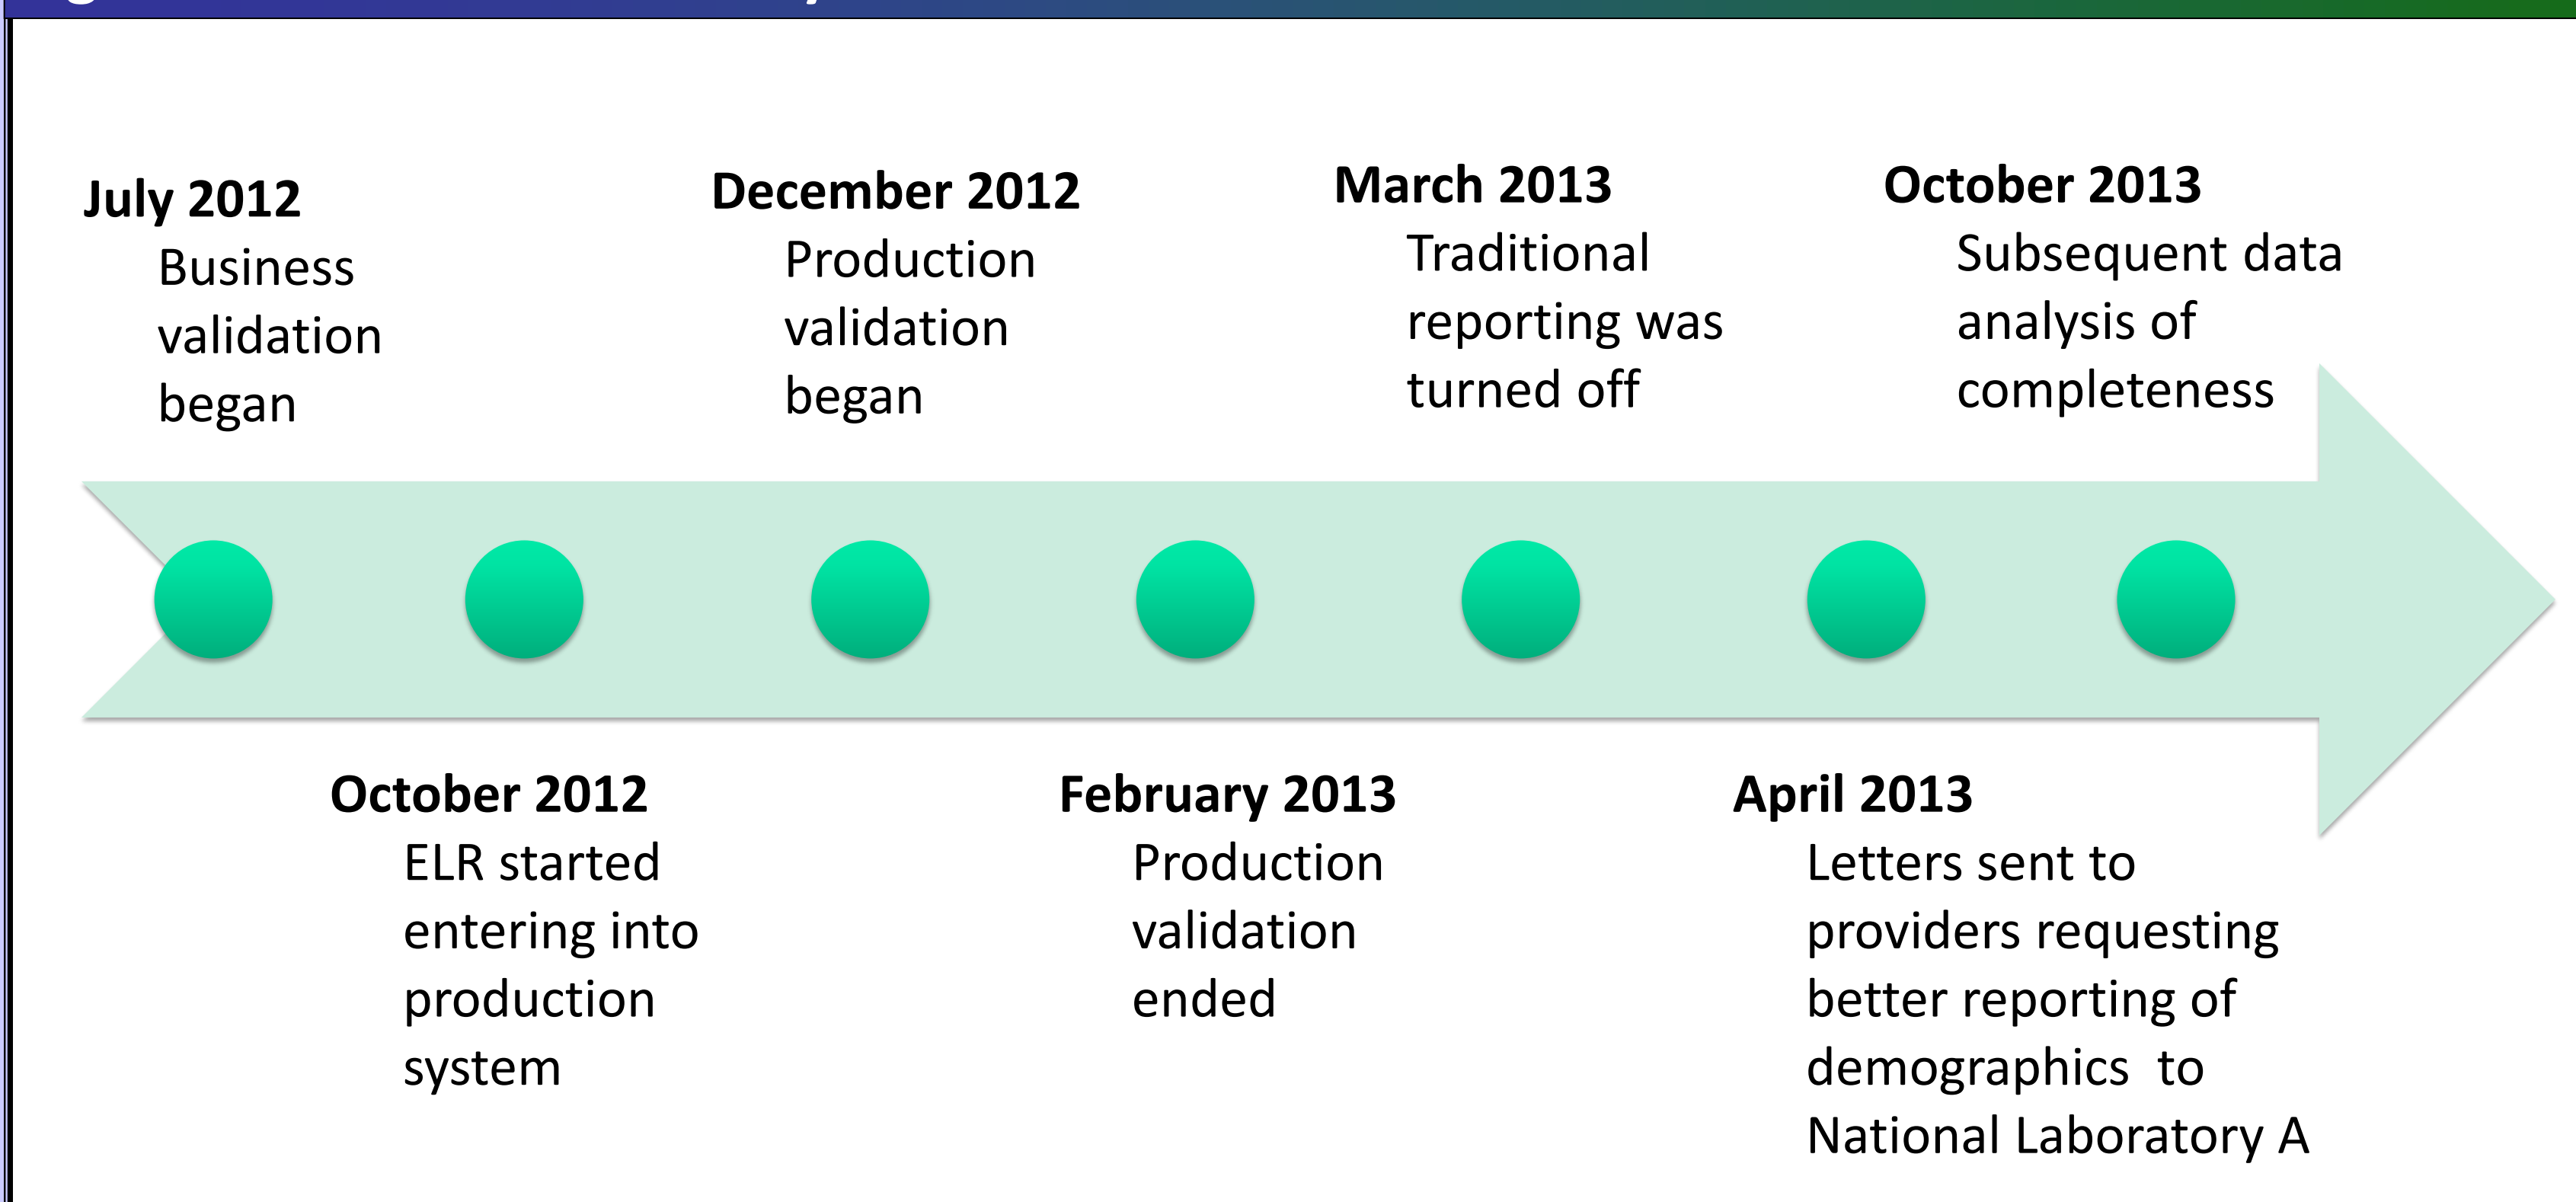 July 2012
Business
validation
began
October 2012
ELR started
entering into
production
system
December 2012
Production
validation
began
February 2013
Production
validation
ended
March 2013
Traditional
reporting was
turned off
April 2013
Letters sent to
providers requesting
better reporting of
demographics  to
National Laboratory A
October 2013
Subsequent data
analysis of
completeness